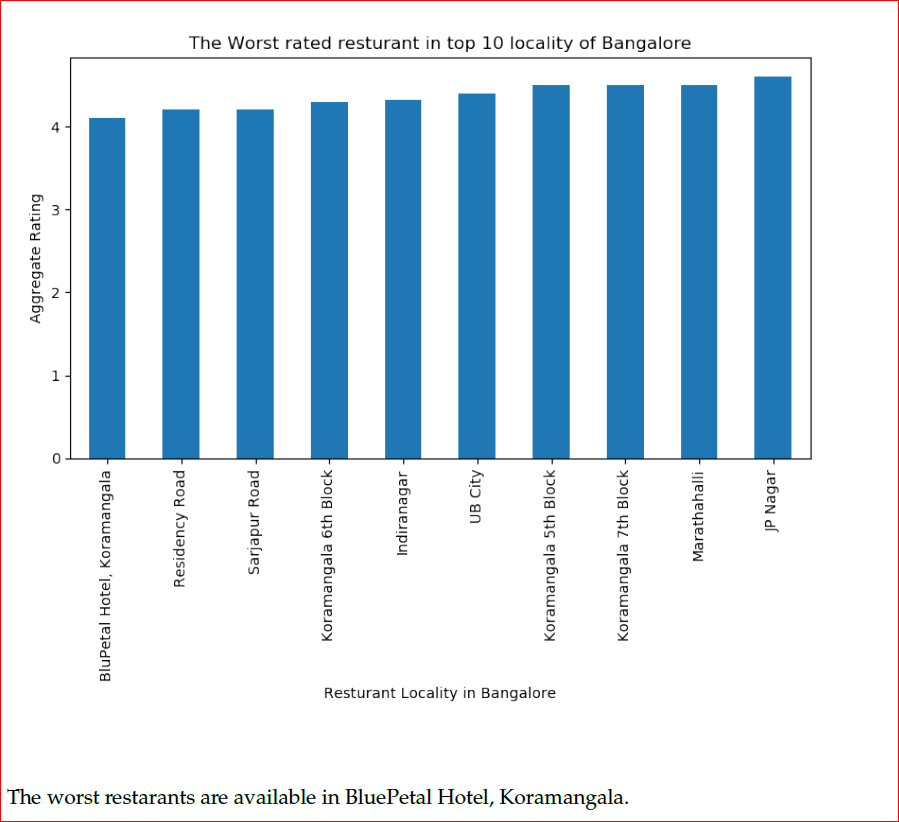 The Worst rated resturant in top 10 locality of Bangalore
Aggregate Rating
4
3
2
1
0
BluPetal Hotel, Koramangala
Residency Road
Sarjapur Road
Koramangala 6th Block
Indiranagar
UB City
Koramangala 5th Block
Koramangala 7th Block
Marathahalli
JP Nagar
Resturant Locality in Bangalore
The worst restarants are available in BluePetal Hotel, Koramangala.